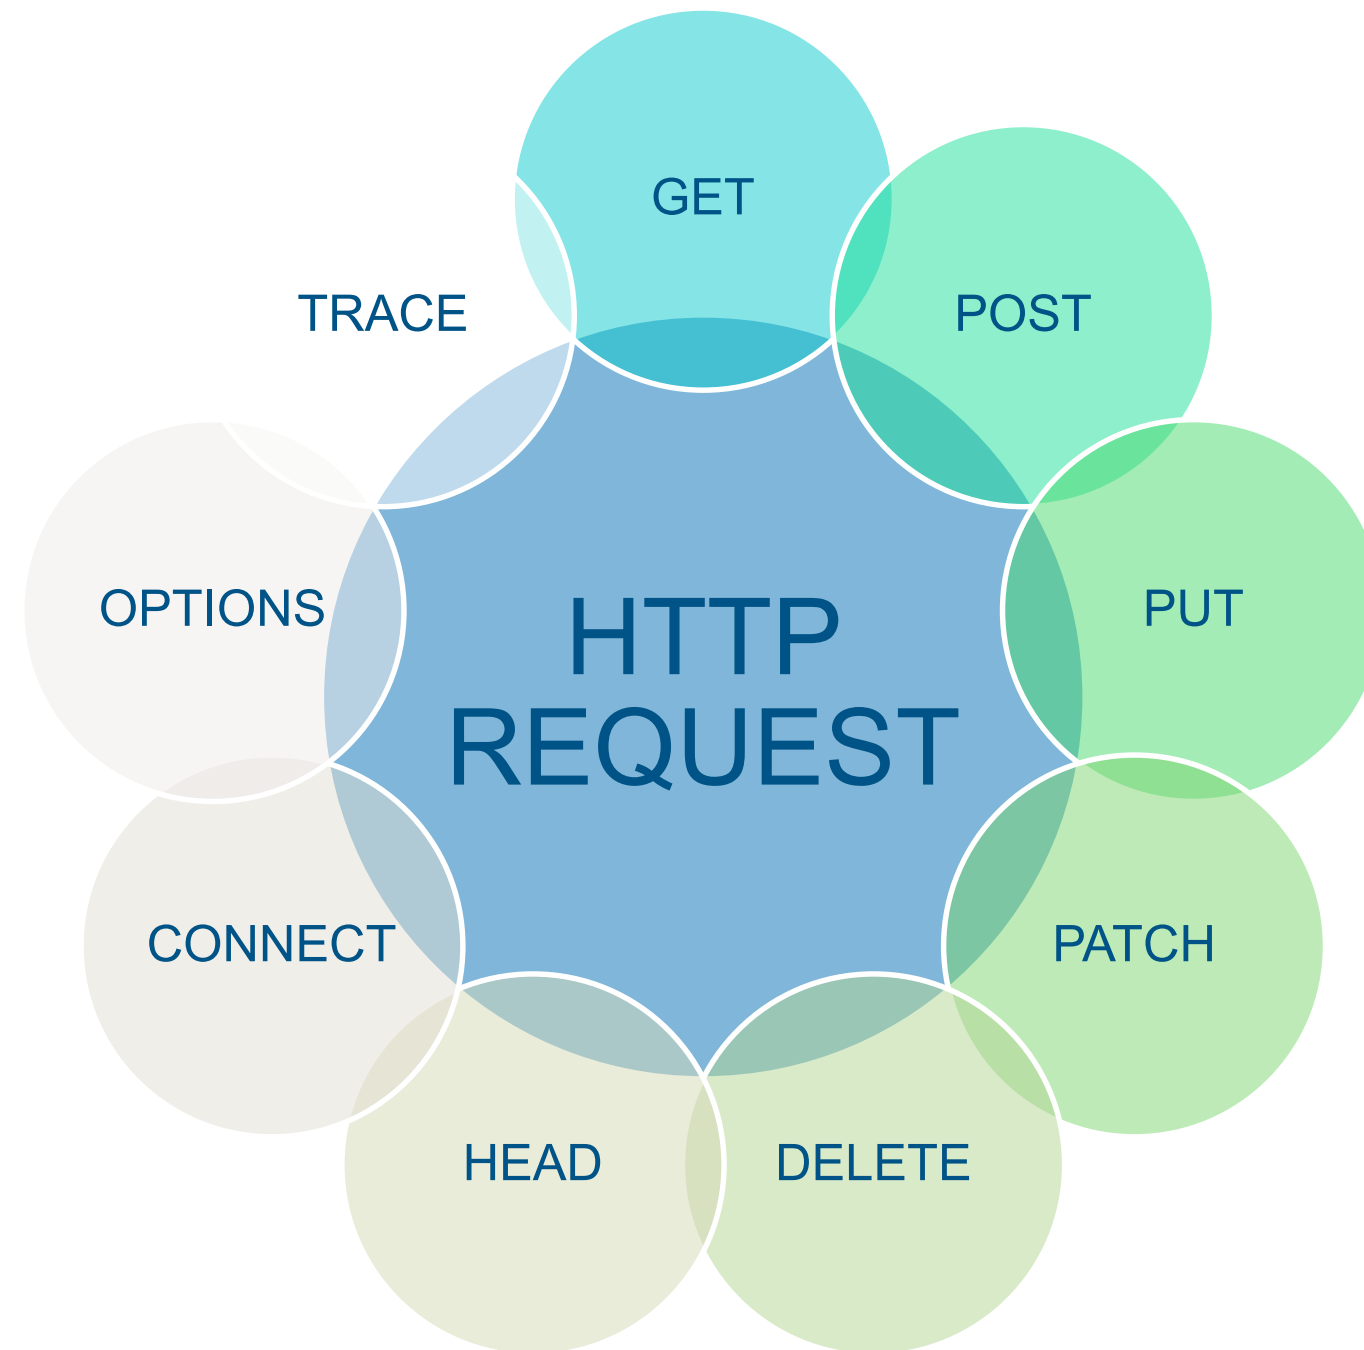 GET
POST
TRACE
PUT
OPTIONS
HTTP
REQUEST
CONNECT
PATCH
HEAD
DELETE